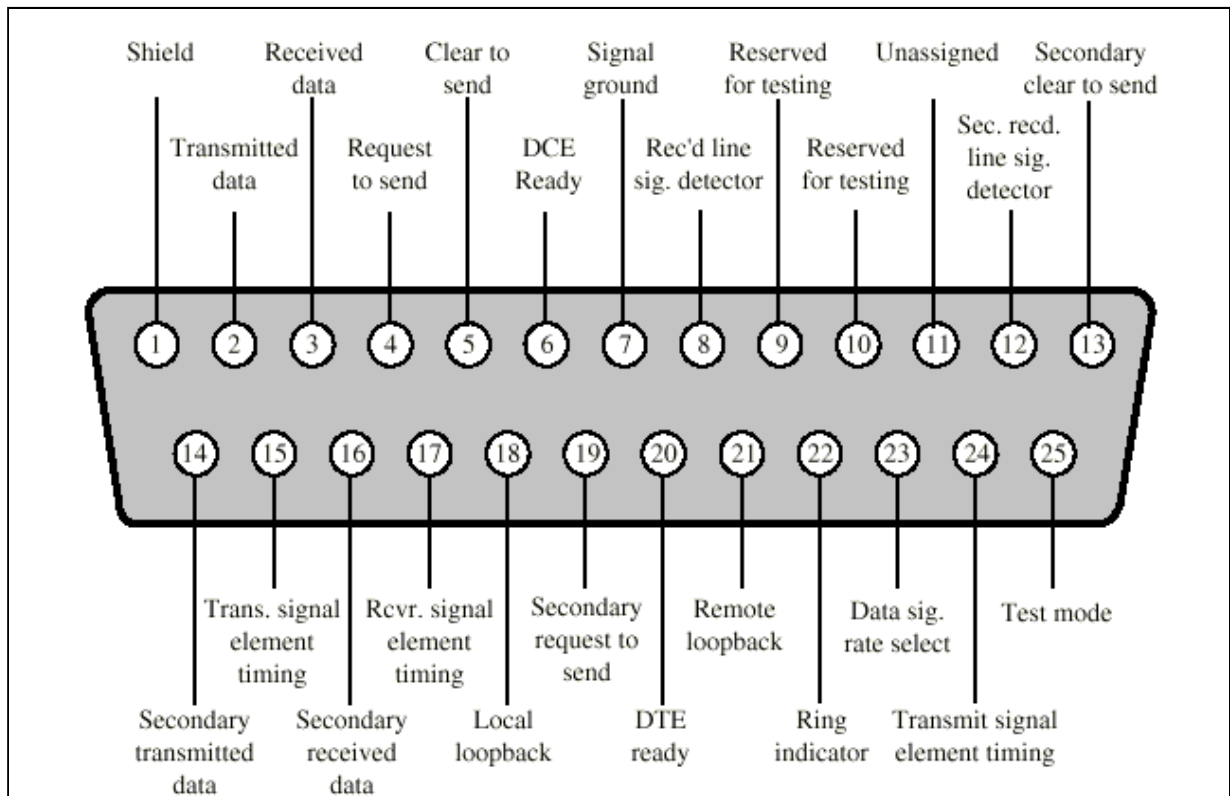 Shield
Received
data
Clear to
send
Signal
ground
Reserved
for testing
Unassigned
Secondary
clear to send
Transmitted
data
Request
to send
DCE
Ready
Rec'd line
sig. detector
Reserved
for testing
Sec. recd.
line sig.
detector
1 2 3 4 5 6 7 8 9 10 11 12 13
14 15 16 17 18 19 20 21 22 23 24 25
Trans. signal
element
timing
Rcvr. signal
element
timing
Secondary
request to
send
Remote
loopback
Data sig.
rate select
Test mode
Secondary
transmitted
data
Secondary
received
data
Local
loopback
DTE
ready
Ring
indicator
Transmit signal
element timing